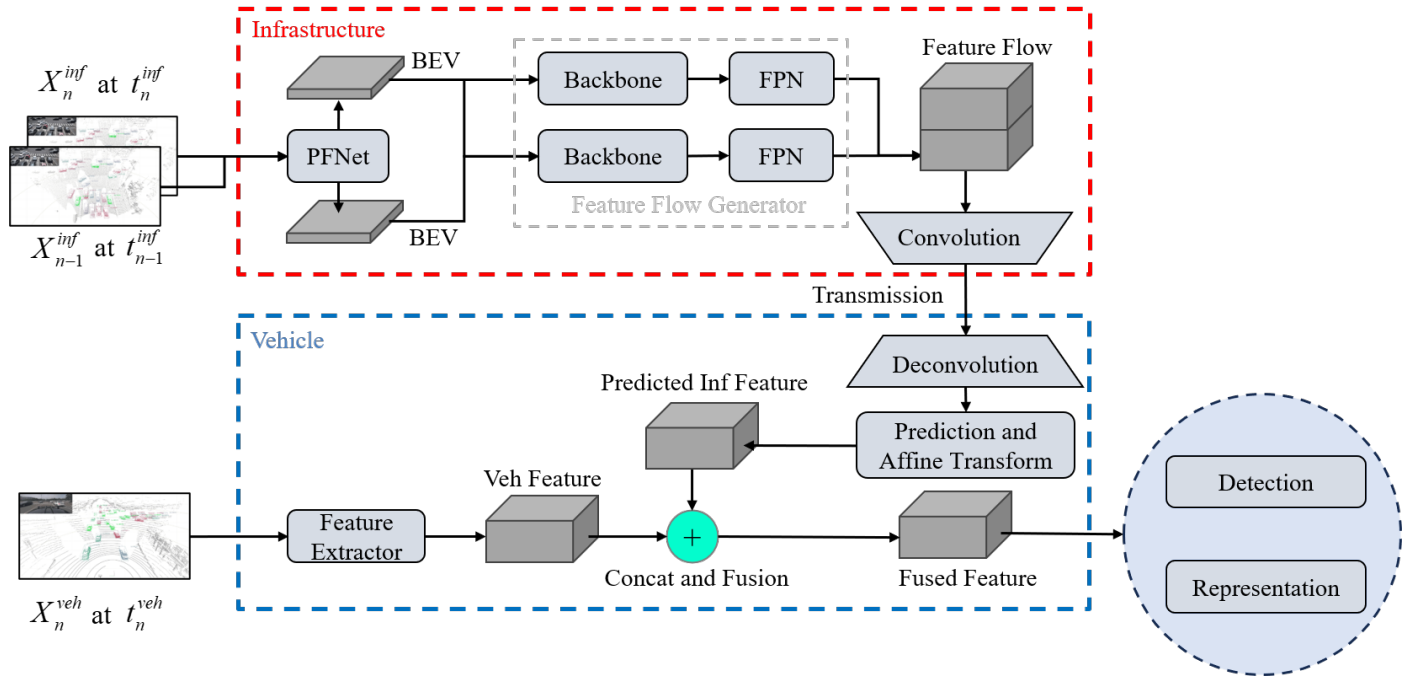 Infrastructure
$X_n^{inf}$ at $t_n^{inf}$
BEV
Backbone
FPN
Feature Flow
PFNet
Backbone
FPN
Feature Flow Generator
BEV
$X_{n-1}^{inf}$ at $t_{n-1}^{inf}$
Convolution
Transmission
Vehicle
Deconvolution
Predicted Inf Feature
Prediction and
Affine Transform
Veh Feature
Feature
Extractor
+
Concat and Fusion
Fused Feature
Detection
Representation
$X_n^{veh}$ at $t_n^{veh}$